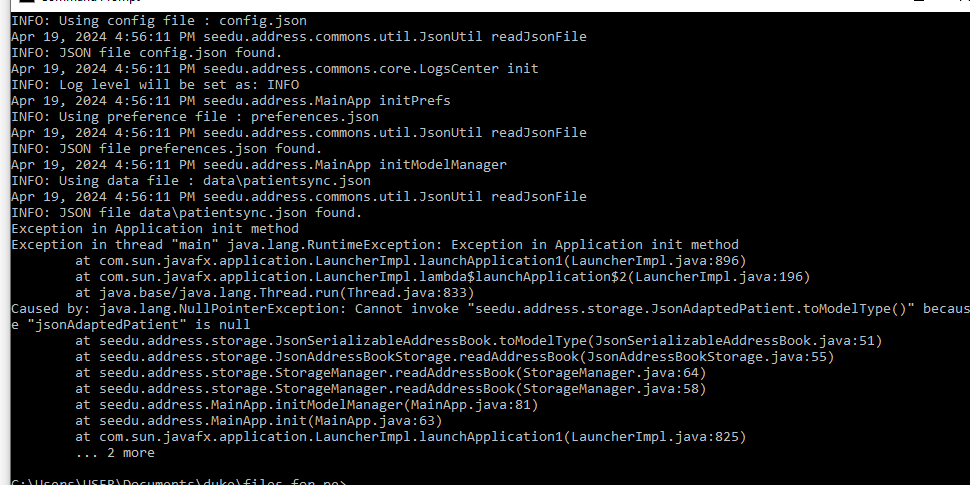 Command Prompt
INFO: Using config file : config.json
Apr 19, 2024 4:56:11 PM seedu.address.commons.util.JsonUtil readJsonFile
INFO: JSON file config.json found.
Apr 19, 2024 4:56:11 PM seedu.address.commons.core.LogsCenter init
INFO: Log level will be set as: INFO
Apr 19, 2024 4:56:11 PM seedu.address.MainApp initPrefs
INFO: Using preference file : preferences.json
Apr 19, 2024 4:56:11 PM seedu.address.commons.util.JsonUtil readJsonFile
INFO: JSON file preferences.json found.
Apr 19, 2024 4:56:11 PM seedu.address.MainApp initModelManager
INFO: Using data file : data\patientsync.json
Apr 19, 2024 4:56:11 PM seedu.address.commons.util.JsonUtil readJsonFile
INFO: JSON file data\patientsync.json found.
Exception in Application init method
Exception in thread "main" java.lang.RuntimeException: Exception in Application init method
        at com.sun.javafx.application.LauncherImpl.launchApplication1(LauncherImpl.java:896)
        at com.sun.javafx.application.LauncherImpl.lambda$launchApplication$2(LauncherImpl.java:196)
        at java.base/java.lang.Thread.run(Thread.java:833)
Caused by: java.lang.NullPointerException: Cannot invoke "seedu.address.storage.JsonAdaptedPatient.toModelType()" becaus
e "jsonAdaptedPatient" is null
        at seedu.address.storage.JsonSerializableAddressBook.toModelType(JsonSerializableAddressBook.java:51)
        at seedu.address.storage.JsonAddressBookStorage.readAddressBook(JsonAddressBookStorage.java:55)
        at seedu.address.storage.StorageManager.readAddressBook(StorageManager.java:64)
        at seedu.address.storage.StorageManager.readAddressBook(StorageManager.java:58)
        at seedu.address.MainApp.initModelManager(MainApp.java:81)
        at seedu.address.MainApp.init(MainApp.java:63)
        at com.sun.javafx.application.LauncherImpl.launchApplication1(LauncherImpl.java:825)
        ... 2 more
C:\Users\USER\Documents\duke\files for pe>